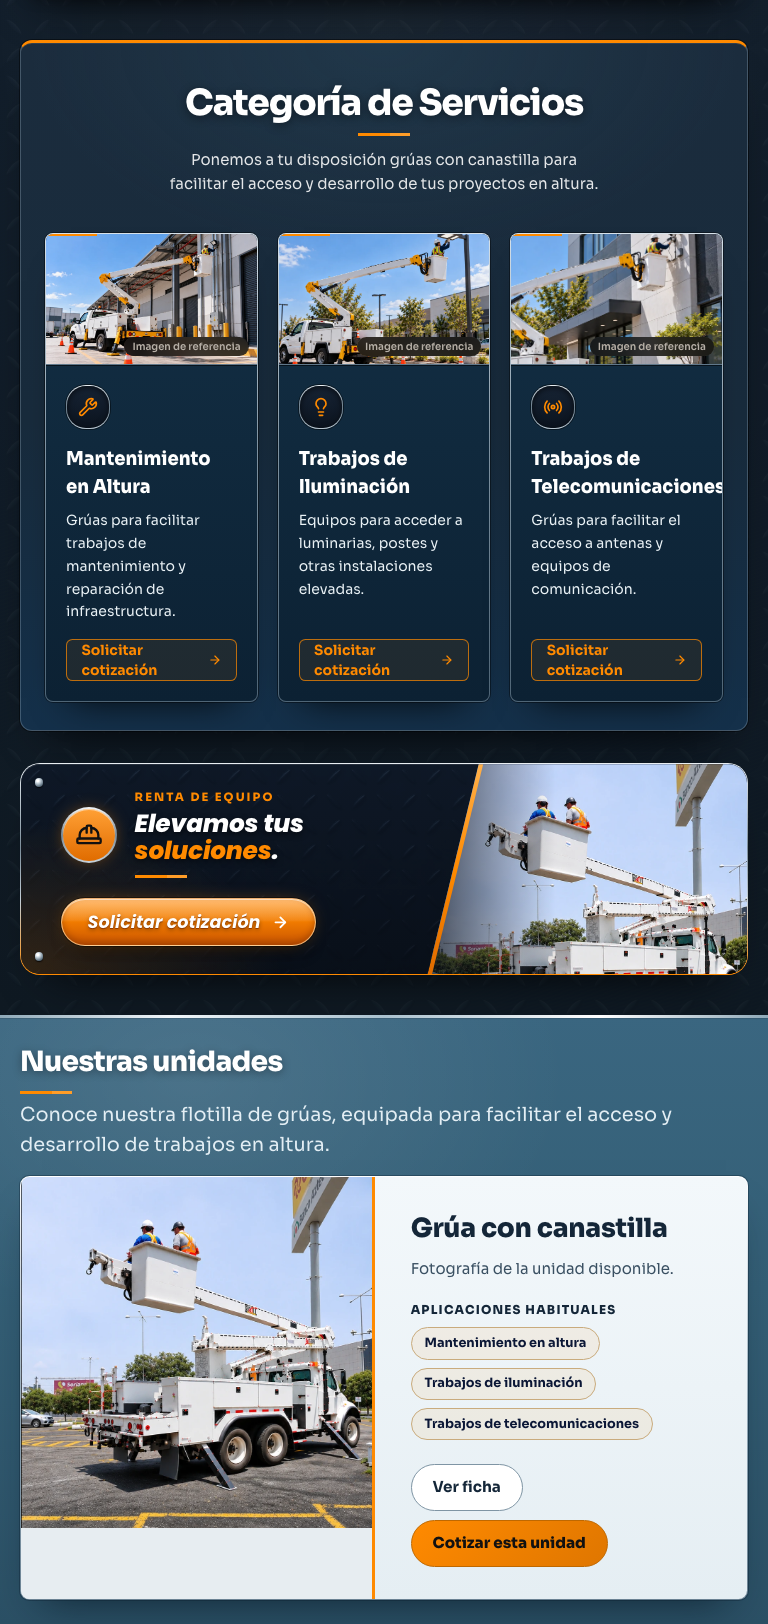 Categoría de Servicios
Ponemos a tu disposición grúas con canastilla para
facilitar el acceso y desarrollo de tus proyectos en altura.
Imagen de referencia
Mantenimiento
en Altura
Grúas para facilitar
trabajos de
mantenimiento y
reparación de
infraestructura.
Solicitar
cotización
Imagen de referencia
Trabajos de
Iluminación
Equipos para acceder a
luminarias, postes y
otras instalaciones
elevadas.
Solicitar
cotización
Imagen de referencia
Trabajos de
Telecomunicaciones
Grúas para facilitar el
acceso a antenas y
equipos de
comunicación.
Solicitar
cotización
RENTA DE EQUIPO
Elevamos tus
soluciones.
Solicitar cotización
Nuestras unidades
Conoce nuestra flotilla de grúas, equipada para facilitar el acceso y
desarrollo de trabajos en altura.
Grúa con canastilla
Fotografía de la unidad disponible.
APLICACIONES HABITUALES
Mantenimiento en altura
Trabajos de iluminación
Trabajos de telecomunicaciones
Ver ficha
Cotizar esta unidad